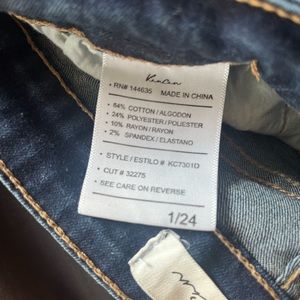 KanCan
• RN# 144635 MADE IN CHINA
• 64% COTTON / ALGODON
• 24% POLYESTER / POLIESTER
• 10% RAYON / RAYON
• 2% SPANDEX / ELASTANO
• STYLE / ESTILO # KC7301D
• CUT # 32275
• SEE CARE ON REVERSE
1/24